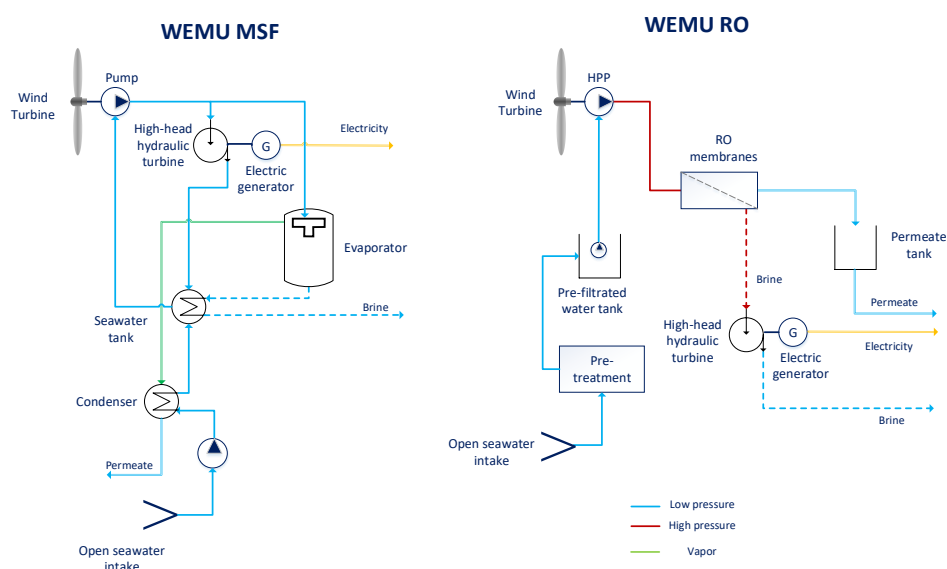 WEMU MSF
Pump
Wind
Turbine
High-head
hydraulic
turbine
G
Electricity
Electric
generator
Evaporator
Seawater
tank
Brine
Condenser
Permeate
Open seawater
intake
WEMU RO
HPP
Wind
Turbine
RO
membranes
Permeate
tank
Pre-filtrated
water tank
Brine
Permeate
High-head
hydraulic
turbine
G
Electricity
Electric
generator
Pre-
treatment
Brine
Open seawater
intake
Low pressure
High pressure
Vapor